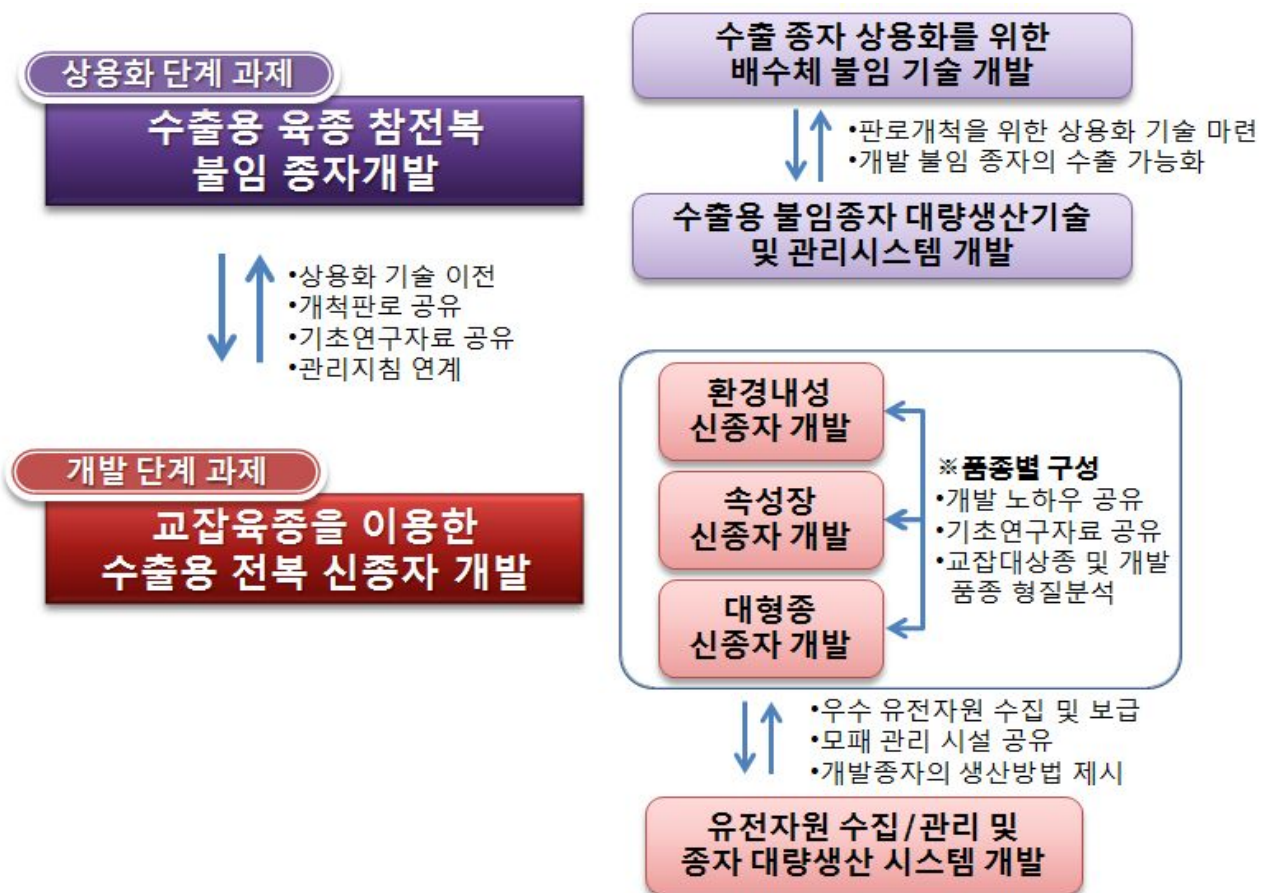 상용화 단계 과제
수출용 육종 참전복
불임 종자개발
•상용화 기술 이전
•개척판로 공유
•기초연구자료 공유
•관리지침 연계
개발 단계 과제
교잡육종을 이용한
수출용 전복 신종자 개발
수출 종자 상용화를 위한
배수체 불임 기술 개발
•판로개척을 위한 상용화 기술 마련
•개발 불임 종자의 수출 가능화
수출용 불임종자 대량생산기술
및 관리시스템 개발
환경내성
신종자 개발
속성장
신종자 개발
대형종
신종자 개발
※품종별 구성
•개발 노하우 공유
•기초연구자료 공유
•교잡대상종 및 개발
품종 형질분석
•우수 유전자원 수집 및 보급
•모패 관리 시설 공유
•개발종자의 생산방법 제시
유전자원 수집/관리 및
종자 대량생산 시스템 개발